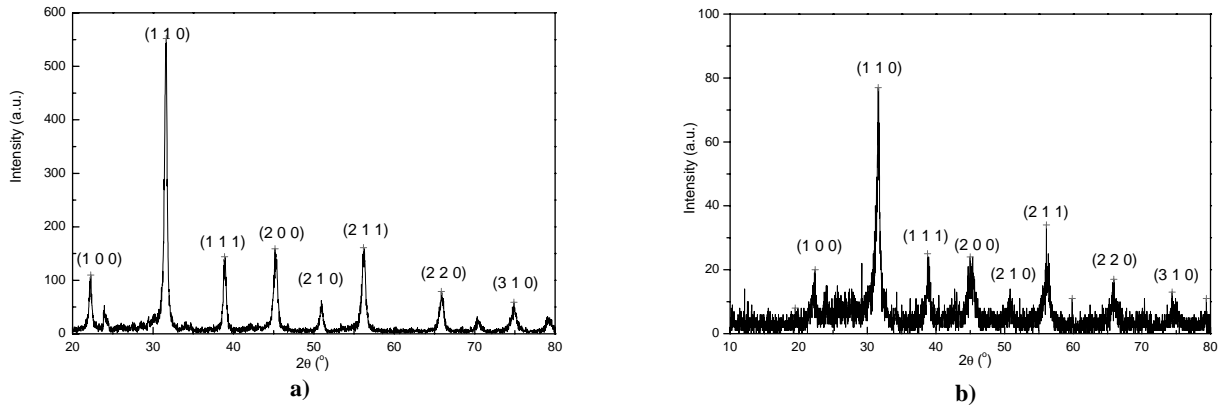 600
500
400
300
200
100
0
Intensity (a.u.)
(1 0 0)
(1 1 0)
(1 1 1)
(2 0 0)
(2 1 0)
(2 1 1)
(2 2 0)
(3 1 0)
20 30 40 50 60 70 80
2θ (°)
a)
100
80
60
40
20
0
Intensity (a.u.)
(1 0 0)
(1 1 0)
(1 1 1)
(2 0 0)
(2 1 0)
(2 1 1)
(2 2 0)
(3 1 0)
10 20 30 40 50 60 70 80
2θ (°)
b)